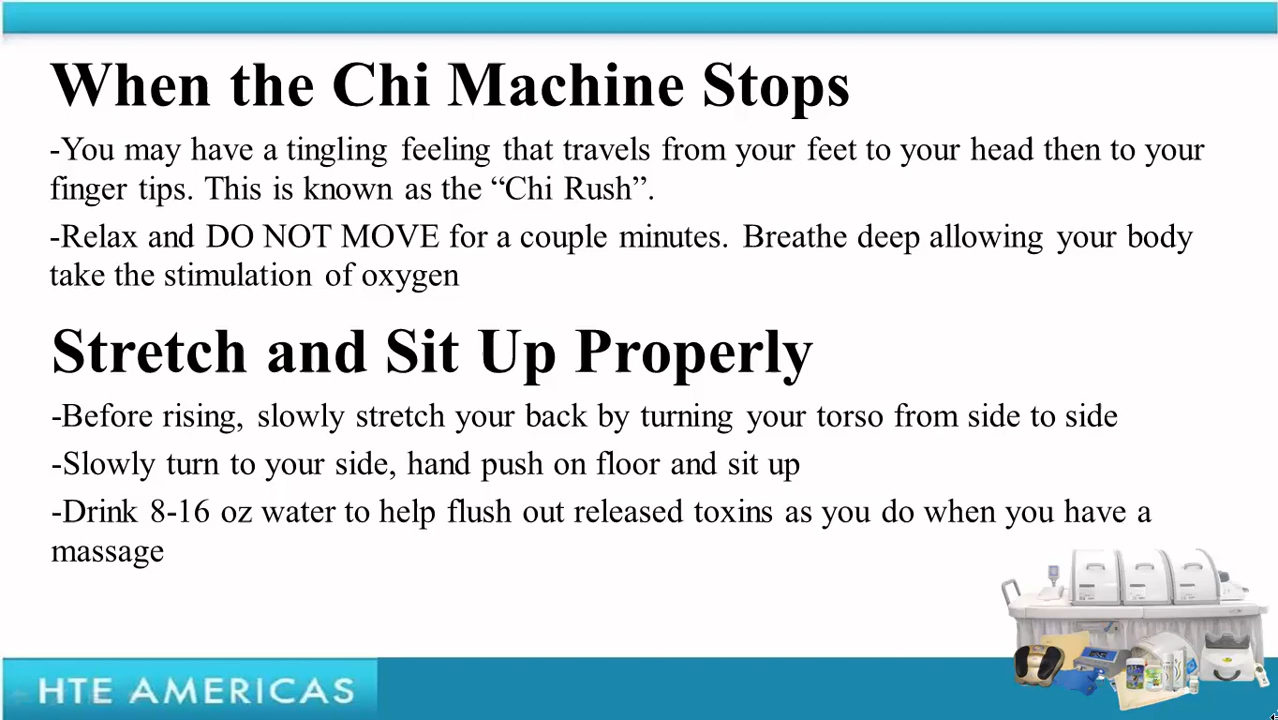 When the Chi Machine Stops
-You may have a tingling feeling that travels from your feet to your head then to your
finger tips. This is known as the “Chi Rush”.
-Relax and DO NOT MOVE for a couple minutes. Breathe deep allowing your body
take the stimulation of oxygen
Stretch and Sit Up Properly
-Before rising, slowly stretch your back by turning your torso from side to side
-Slowly turn to your side, hand push on floor and sit up
-Drink 8-16 oz water to help flush out released toxins as you do when you have a
massage
HTE AMERICAS